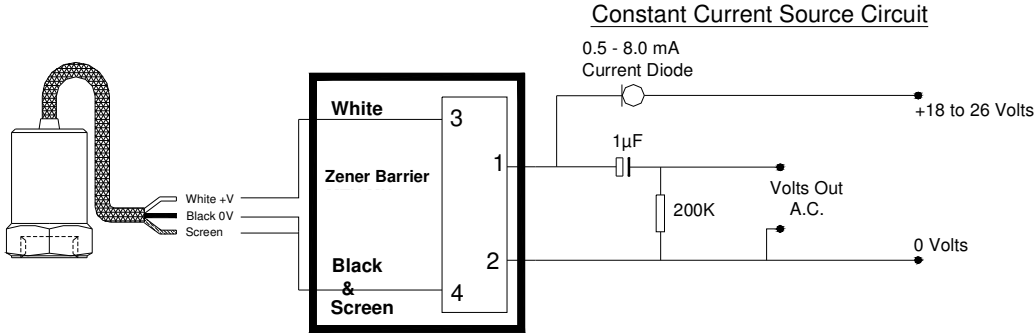 Constant Current Source Circuit
0.5 - 8.0 mA
Current Diode
+18 to 26 Volts
White
3
1µF
1
Zener Barrier
Volts Out
A.C.
White +V
Black 0V
Screen
200K
0 Volts
2
Black
&
Screen
4